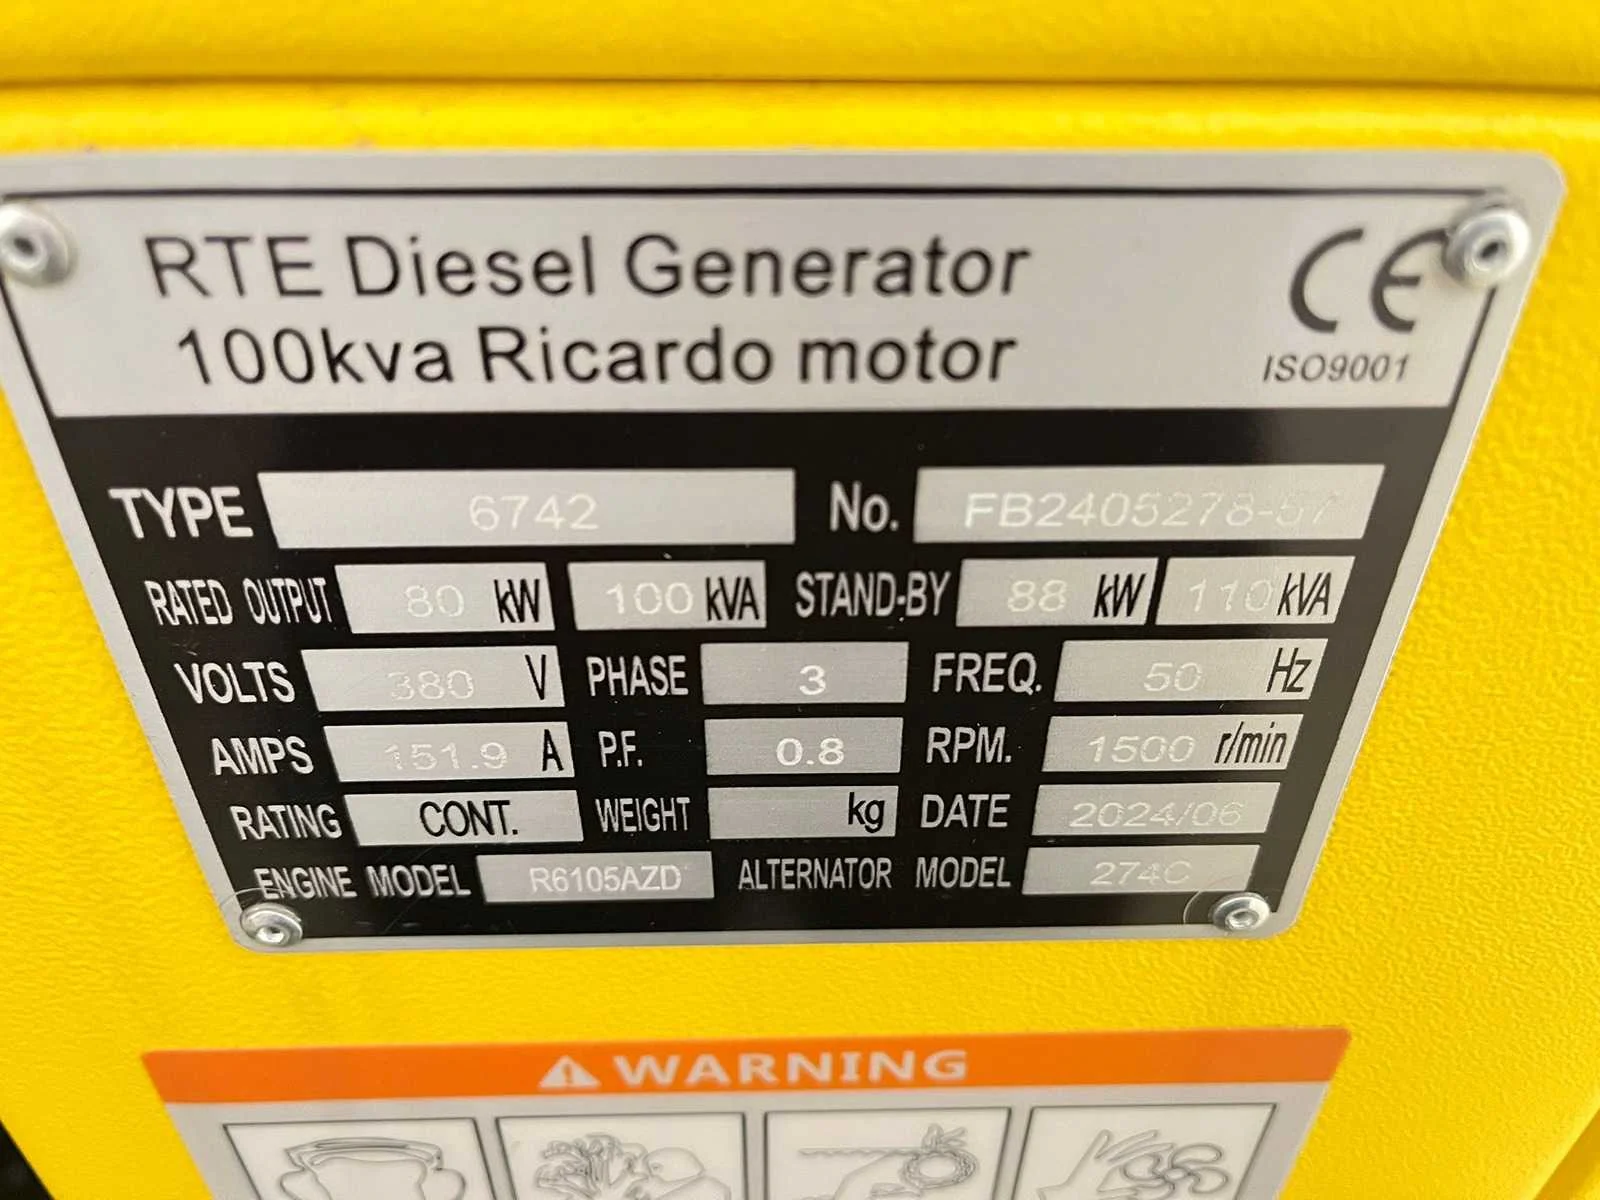 RTE Diesel Generator
100kva Ricardo motor
CE
ISO9001
TYPE 6742 No. FB2405278-57
RATED OUTPUT 80 kW 100 kVA STAND-BY 88 kW 110 kVA
VOLTS 380 V PHASE 3 FREQ. 50 Hz
AMPS 151.9 A P.F. 0.8 RPM. 1500 r/min
RATING CONT. WEIGHT kg DATE 2024/06
ENGINE MODEL R6105AZD ALTERNATOR MODEL 274C
WARNING